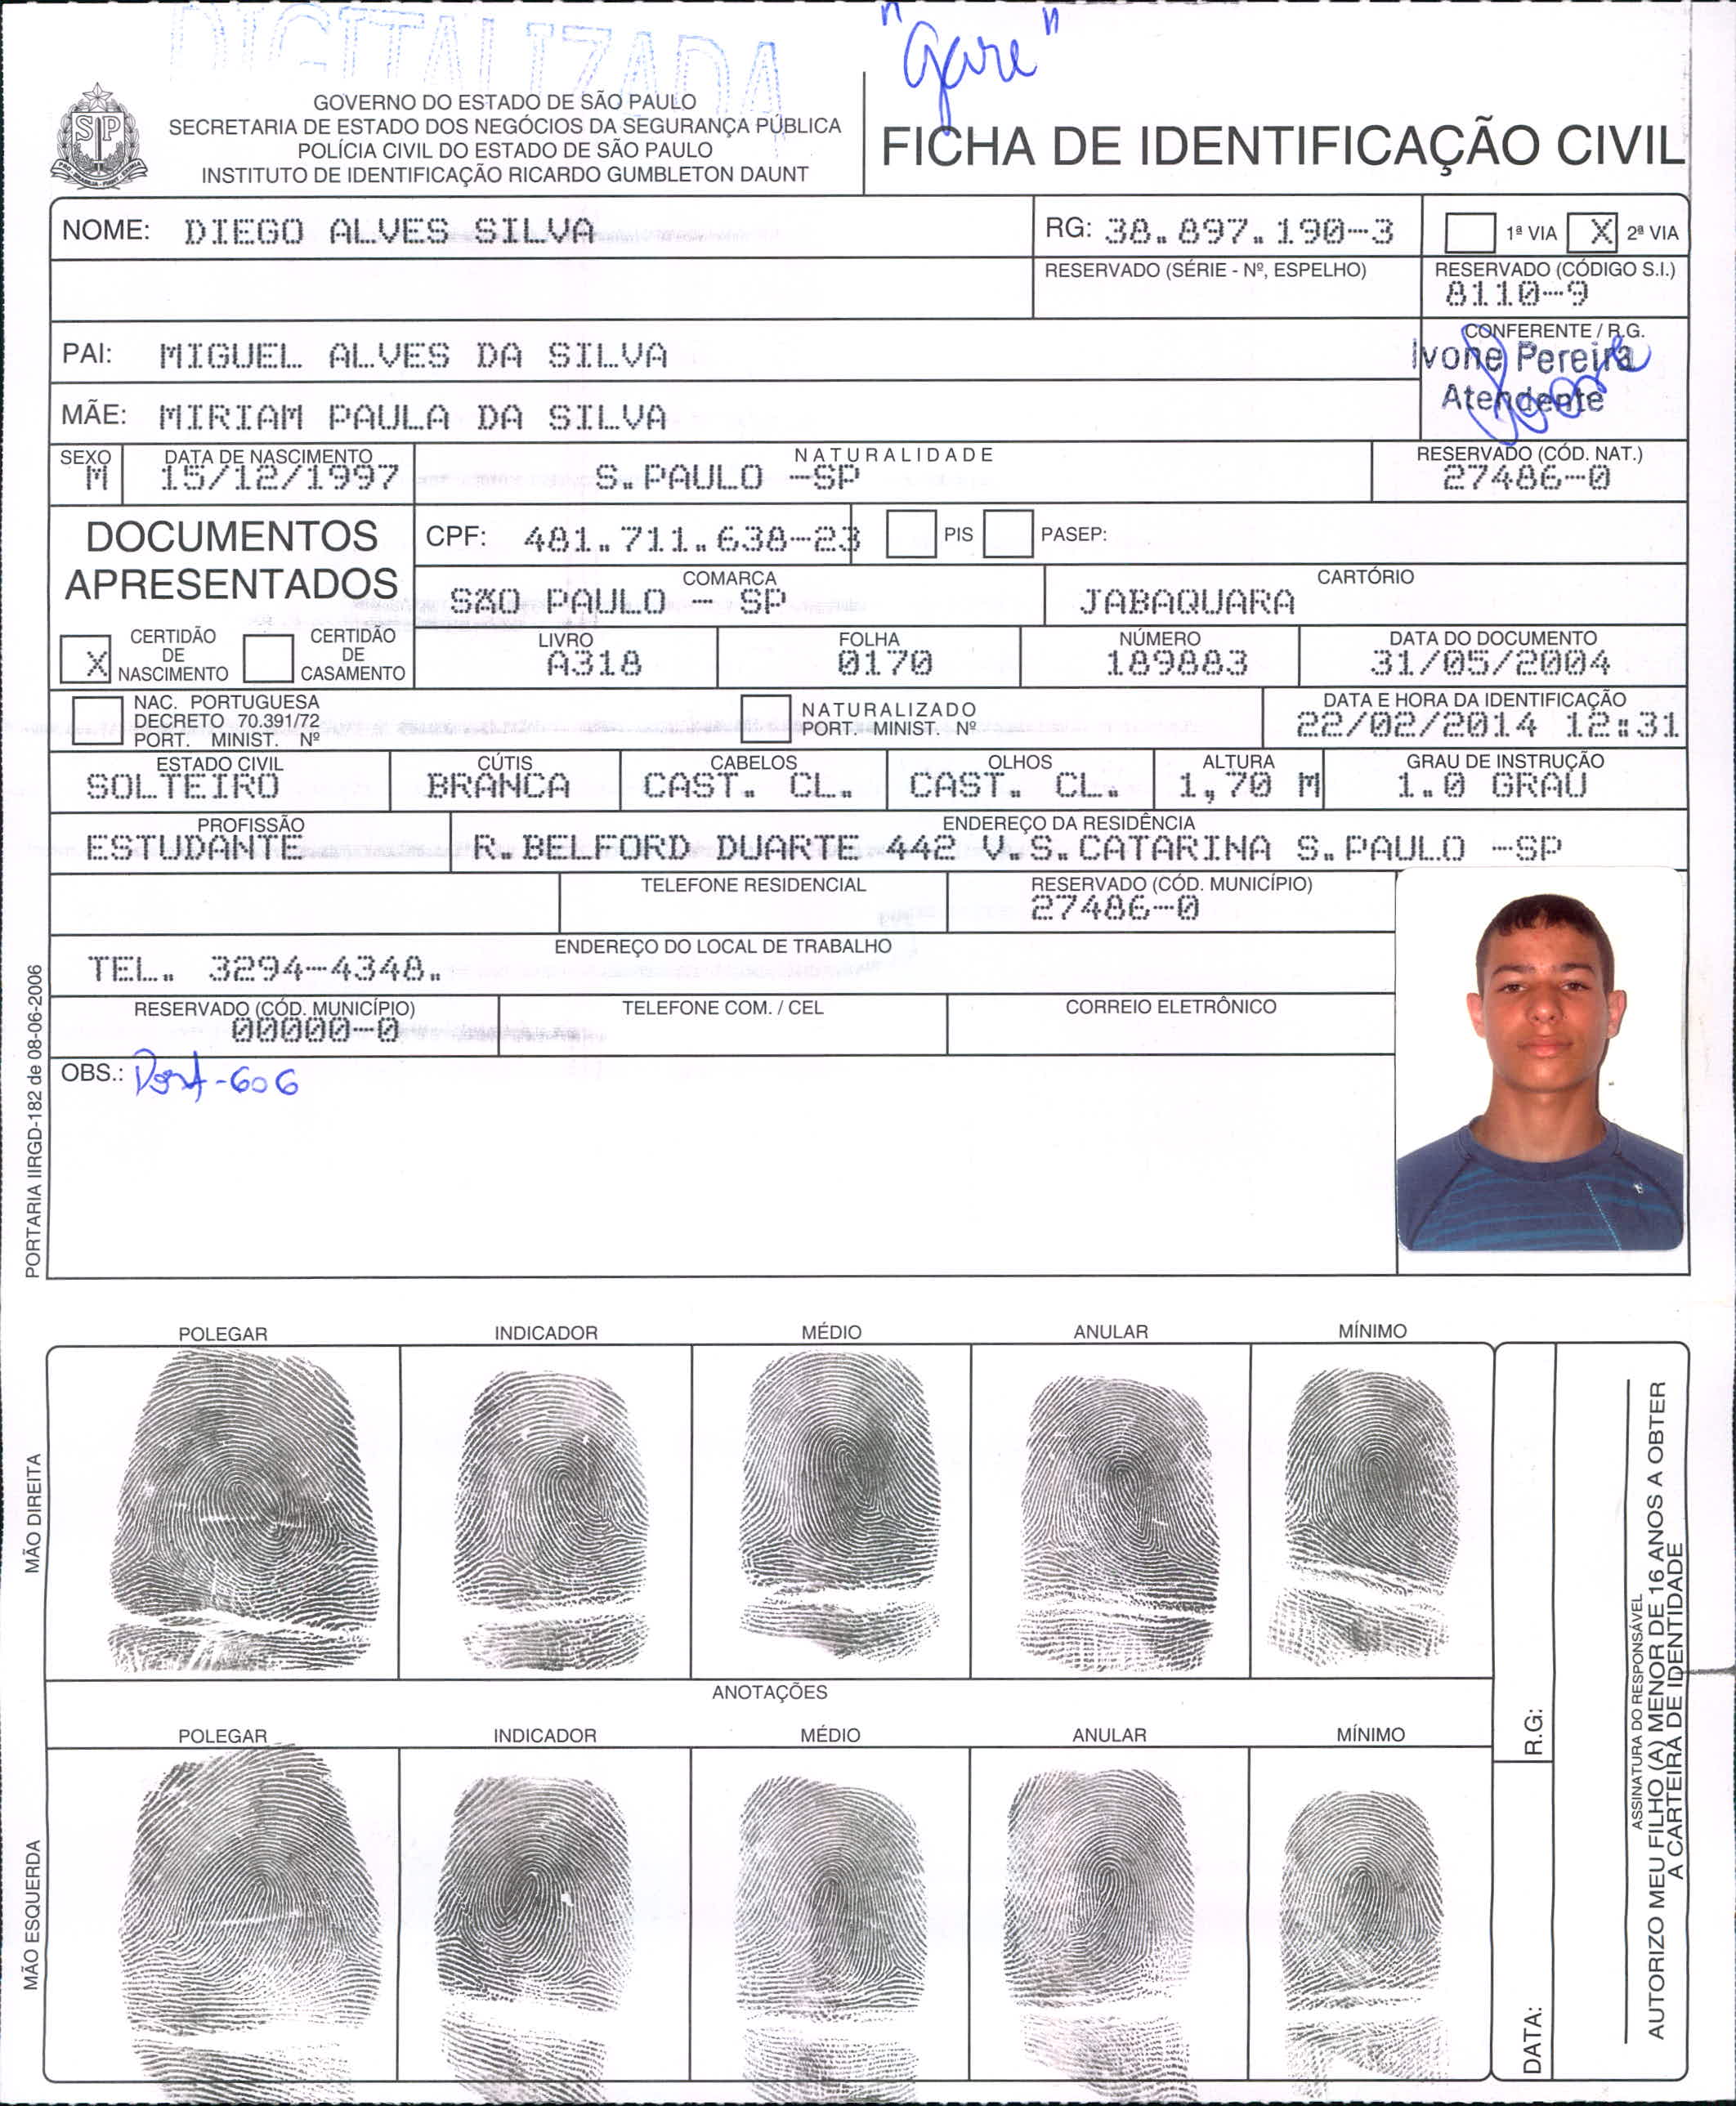 DIGITALIZADA
"Gare"
GOVERNO DO ESTADO DE SÃO PAULO
SECRETARIA DE ESTADO DOS NEGÓCIOS DA SEGURANÇA PÚBLICA
POLÍCIA CIVIL DO ESTADO DE SÃO PAULO
INSTITUTO DE IDENTIFICAÇÃO RICARDO GUMBLETON DAUNT
FICHA DE IDENTIFICAÇÃO CIVIL
NOME: DIEGO ALVES SILVA
RG: 38.897.190-3
1ª VIA X 2ª VIA
RESERVADO (SÉRIE - Nº, ESPELHO)
RESERVADO (CÓDIGO S.I.)
8110-9
PAI: MIGUEL ALVES DA SILVA
CONFERENTE / R.G.
Ivone Pereira
Atendente
MÃE: MIRIAM PAULA DA SILVA
SEXO
M
DATA DE NASCIMENTO
15/12/1997
NATURALIDADE
S.PAULO -SP
RESERVADO (CÓD. NAT.)
27486-0
DOCUMENTOS
APRESENTADOS
CPF: 481.711.638-23
PIS
PASEP:
COMARCA
SÃO PAULO - SP
CARTÓRIO
JABAQUARA
X
CERTIDÃO
DE
NASCIMENTO
CERTIDÃO
DE
CASAMENTO
LIVRO
A318
FOLHA
0170
NÚMERO
189883
DATA DO DOCUMENTO
31/05/2004
NAC. PORTUGUESA
DECRETO 70.391/72
PORT. MINIST. Nº
NATURALIZADO
PORT. MINIST. Nº
DATA E HORA DA IDENTIFICAÇÃO
22/02/2014 12:31
ESTADO CIVIL
SOLTEIRO
CÚTIS
BRANCA
CABELOS
CAST. CL.
OLHOS
CAST. CL.
ALTURA
1,70 M
GRAU DE INSTRUÇÃO
1.0 GRAU
PROFISSÃO
ESTUDANTE
ENDEREÇO DA RESIDÊNCIA
R.BELFORD DUARTE 442 V.S.CATARINA S.PAULO -SP
TELEFONE RESIDENCIAL
RESERVADO (CÓD. MUNICÍPIO)
27486-0
ENDEREÇO DO LOCAL DE TRABALHO
TEL. 3294-4348.
RESERVADO (CÓD. MUNICÍPIO)
00000-0
TELEFONE COM. / CEL
CORREIO ELETRÔNICO
OBS.: -606
PORTARIA IIRGD-182 de 08-06-2006
POLEGAR INDICADOR MÉDIO ANULAR MÍNIMO
MÃO DIREITA
ANOTAÇÕES
POLEGAR INDICADOR MÉDIO ANULAR MÍNIMO
MÃO ESQUERDA
R.G:
DATA:
ASSINATURA DO RESPONSÁVEL
AUTORIZO MEU FILHO (A) MENOR DE 16 ANOS A OBTER
A CARTEIRA DE IDENTIDADE